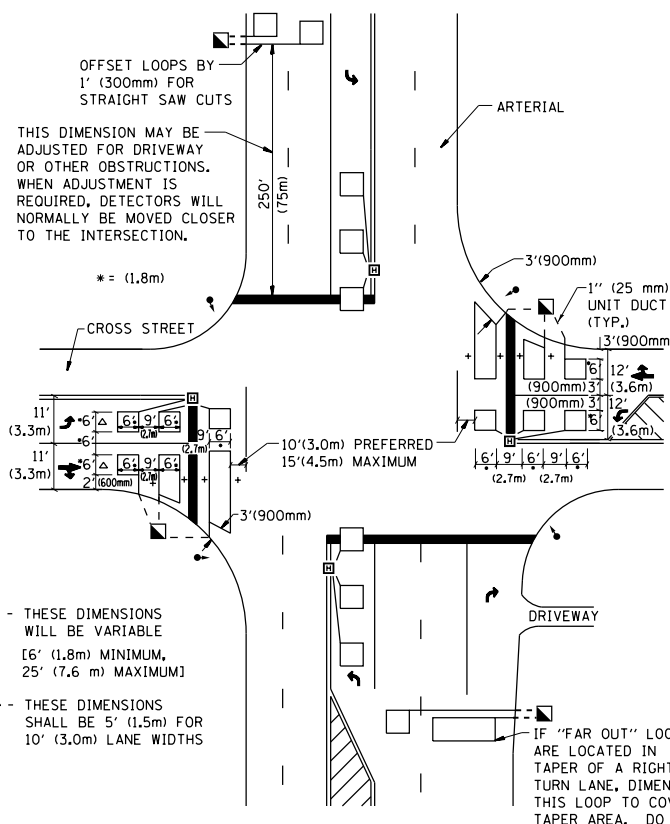 OFFSET LOOPS BY
1' (300mm) FOR
STRAIGHT SAW CUTS
THIS DIMENSION MAY BE
ADJUSTED FOR DRIVEWAY
OR OTHER OBSTRUCTIONS.
WHEN ADJUSTMENT IS
REQUIRED, DETECTORS WILL
NORMALLY BE MOVED CLOSER
TO THE INTERSECTION.
* = (1.8m)
250'
(75m)
ARTERIAL
CROSS STREET
H
3'(900mm)
1" (25 mm)
UNIT DUCT
(TYP.)
3'(900mm
*6'
12'
(3.6m)
(900mm) 3'
(900mm) 3'
12'
*6'
(3.6m)
H
6' 9' 6' 9' 6'
(2.7m) (2.7m)
H
11'
(3.3m)
*6'
6' 9' 6'
(2.7m)
9' 6'
(2.7m)
11'
(3.3m)
*6'
6' 9' 6'
(2.7m)
2' (600mm)
10'(3.0m) PREFERRED
15'(4.5m) MAXIMUM
3'(900mm)
H
DRIVEWAY
- THESE DIMENSIONS
WILL BE VARIABLE
[6' (1.8m) MINIMUM,
25' (7.6 m) MAXIMUM]
- THESE DIMENSIONS
SHALL BE 5' (1.5m) FOR
10' (3.0m) LANE WIDTHS
IF "FAR OUT" LOO
ARE LOCATED IN
TAPER OF A RIGHT
TURN LANE, DIMEN
THIS LOOP TO COV
TAPER AREA. DO